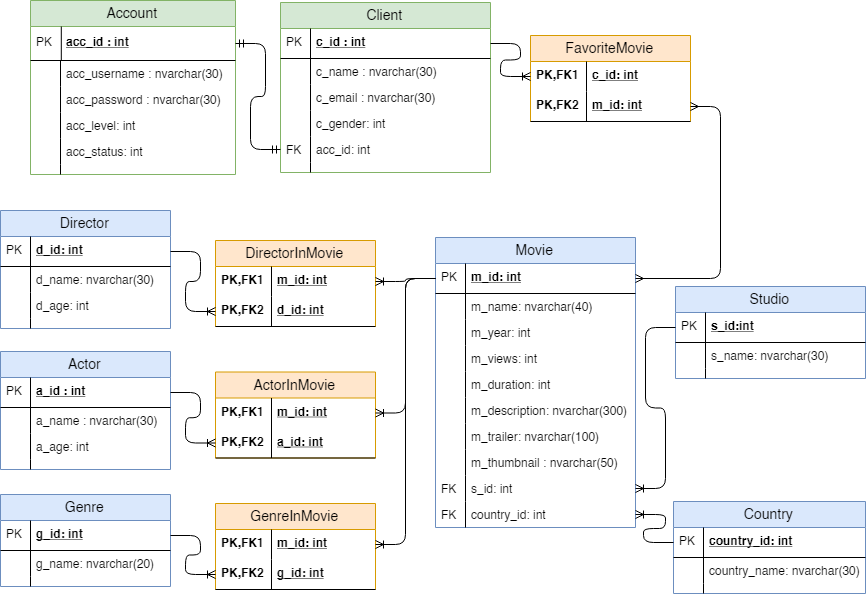 Account
PK acc_id : int
acc_username : nvarchar(30)
acc_password : nvarchar(30)
acc_level: int
acc_status: int
Client
PK c_id : int
c_name : nvarchar(30)
c_email : nvarchar(30)
c_gender: int
FK acc_id: int
FavoriteMovie
PK,FK1 c_id: int
PK,FK2 m_id: int
Director
PK d_id: int
d_name: nvarchar(30)
d_age: int
DirectorInMovie
PK,FK1 m_id: int
PK,FK2 d_id: int
Movie
PK m_id: int
m_name: nvarchar(40)
m_year: int
m_views: int
m_duration: int
m_description: nvarchar(300)
m_trailer: nvarchar(100)
m_thumbnail : nvarchar(50)
FK s_id: int
FK country_id: int
Studio
PK s_id:int
s_name: nvarchar(30)
Actor
PK a_id : int
a_name : nvarchar(30)
a_age: int
ActorInMovie
PK,FK1 m_id: int
PK,FK2 a_id: int
Genre
PK g_id: int
g_name: nvarchar(20)
GenreInMovie
PK,FK1 m_id: int
PK,FK2 g_id: int
Country
PK country_id: int
country_name: nvarchar(30)